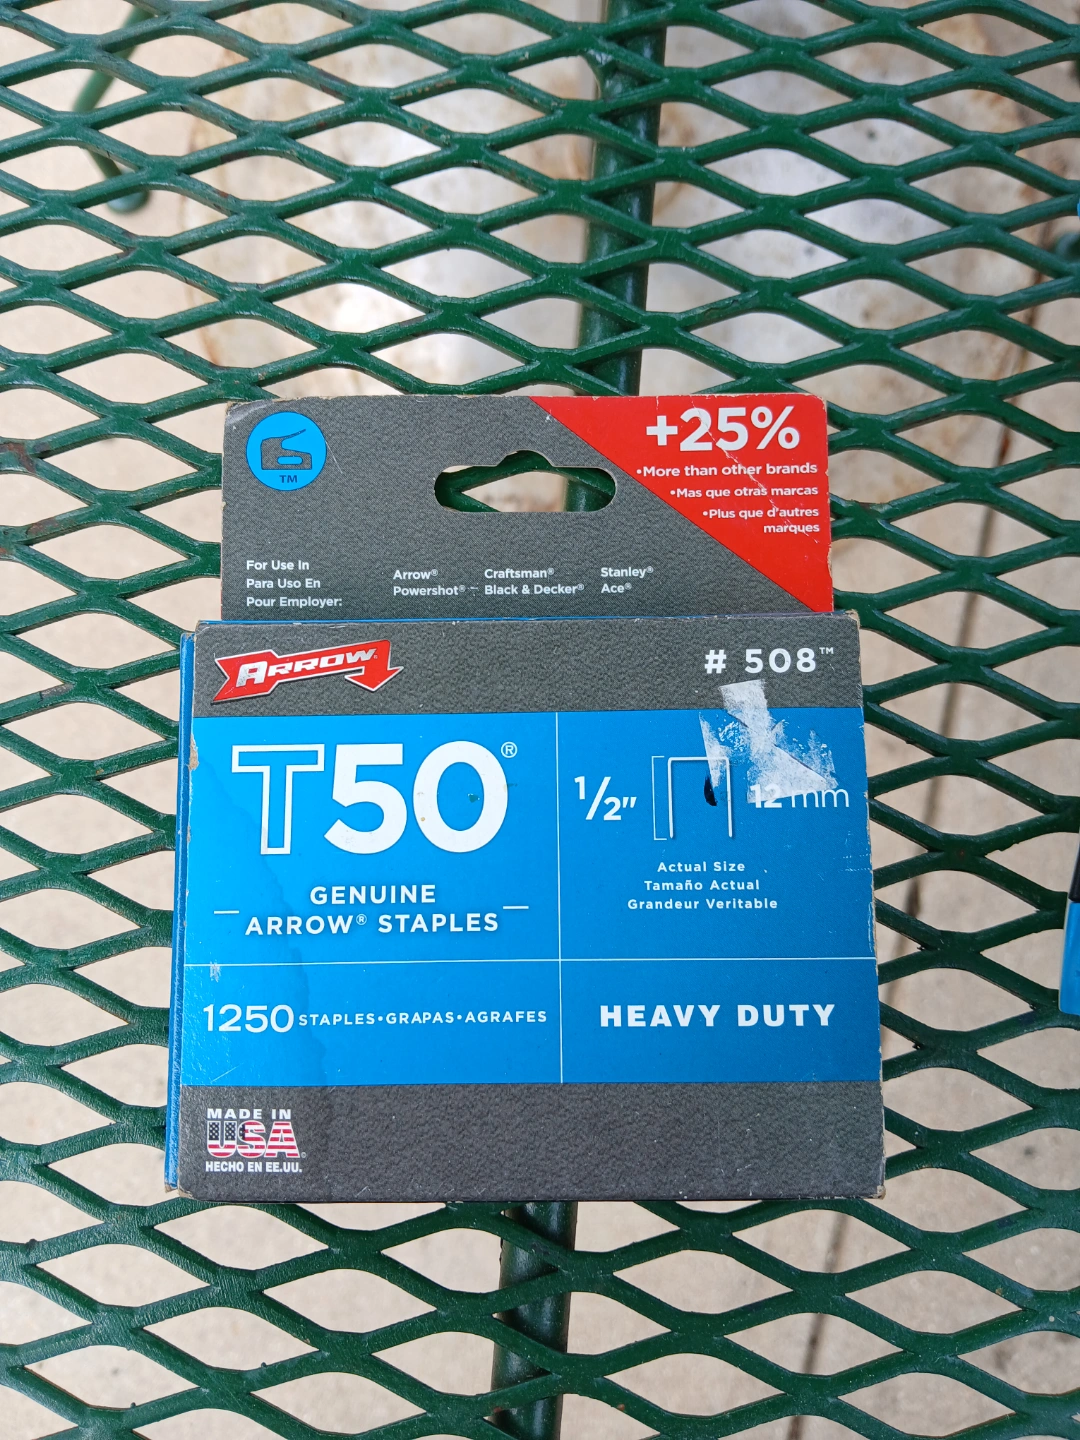 TM
+25%
•More than other brands
•Mas que otras marcas
•Plus que d'autres
marques
For Use In
Para Uso En
Pour Employer:
Arrow® Craftsman® Stanley®
Powershot® Black & Decker® Ace®
ARROW®
# 508™
T50®
GENUINE
ARROW® STAPLES
1/2"
12 mm
Actual Size
Tamaño Actual
Grandeur Veritable
1250 STAPLES•GRAPAS•AGRAFES
HEAVY DUTY
MADE IN
USA®
HECHO EN EE.UU.